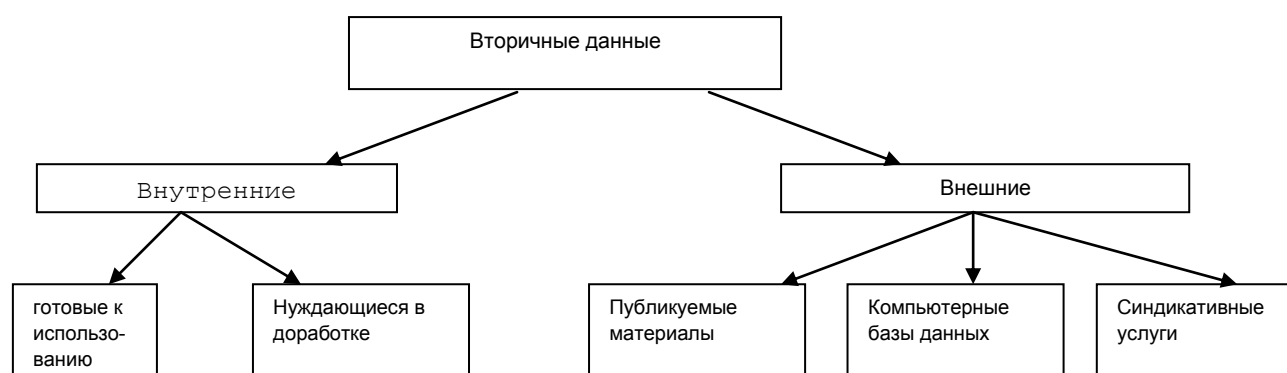 Вторичные данные
Внутренние
Внешние
готовые к
использо-
ванию
Нуждающиеся в
доработке
Публикуемые
материалы
Компьютерные
базы данных
Синдикативные
услуги